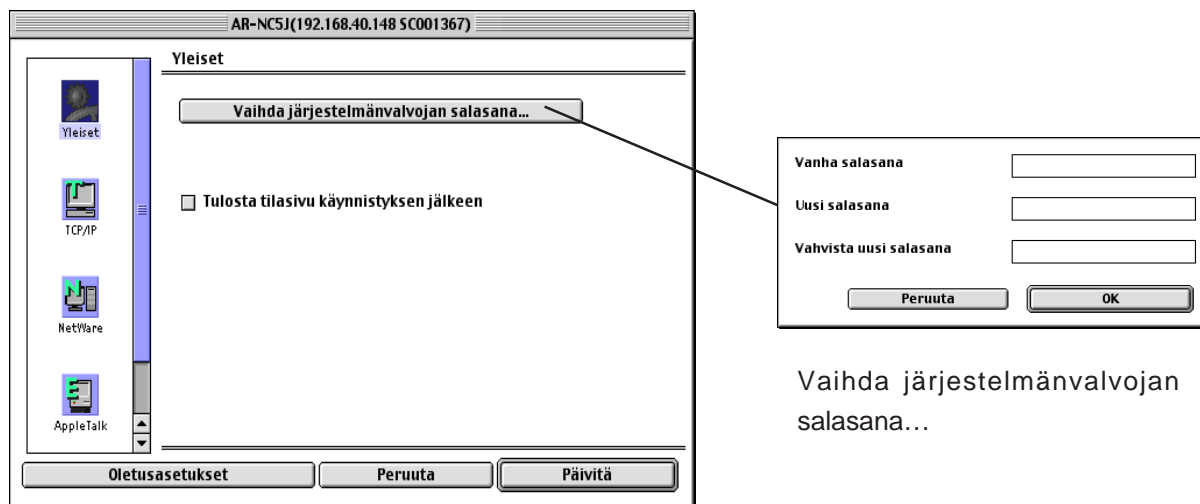 AR-NC5J(192.168.40.148 SC001367)
Yleiset
Yleiset
TCP/IP
NetWare
AppleTalk
Vaihda järjestelmänvalvojan salasana...
Tulosta tilasivu käynnistyksen jälkeen
Oletusasetukset
Peruuta
Päivitä
Vanha salasana
Uusi salasana
Vahvista uusi salasana
Peruuta
OK
Vaihda järjestelmänvalvojan
salasana…